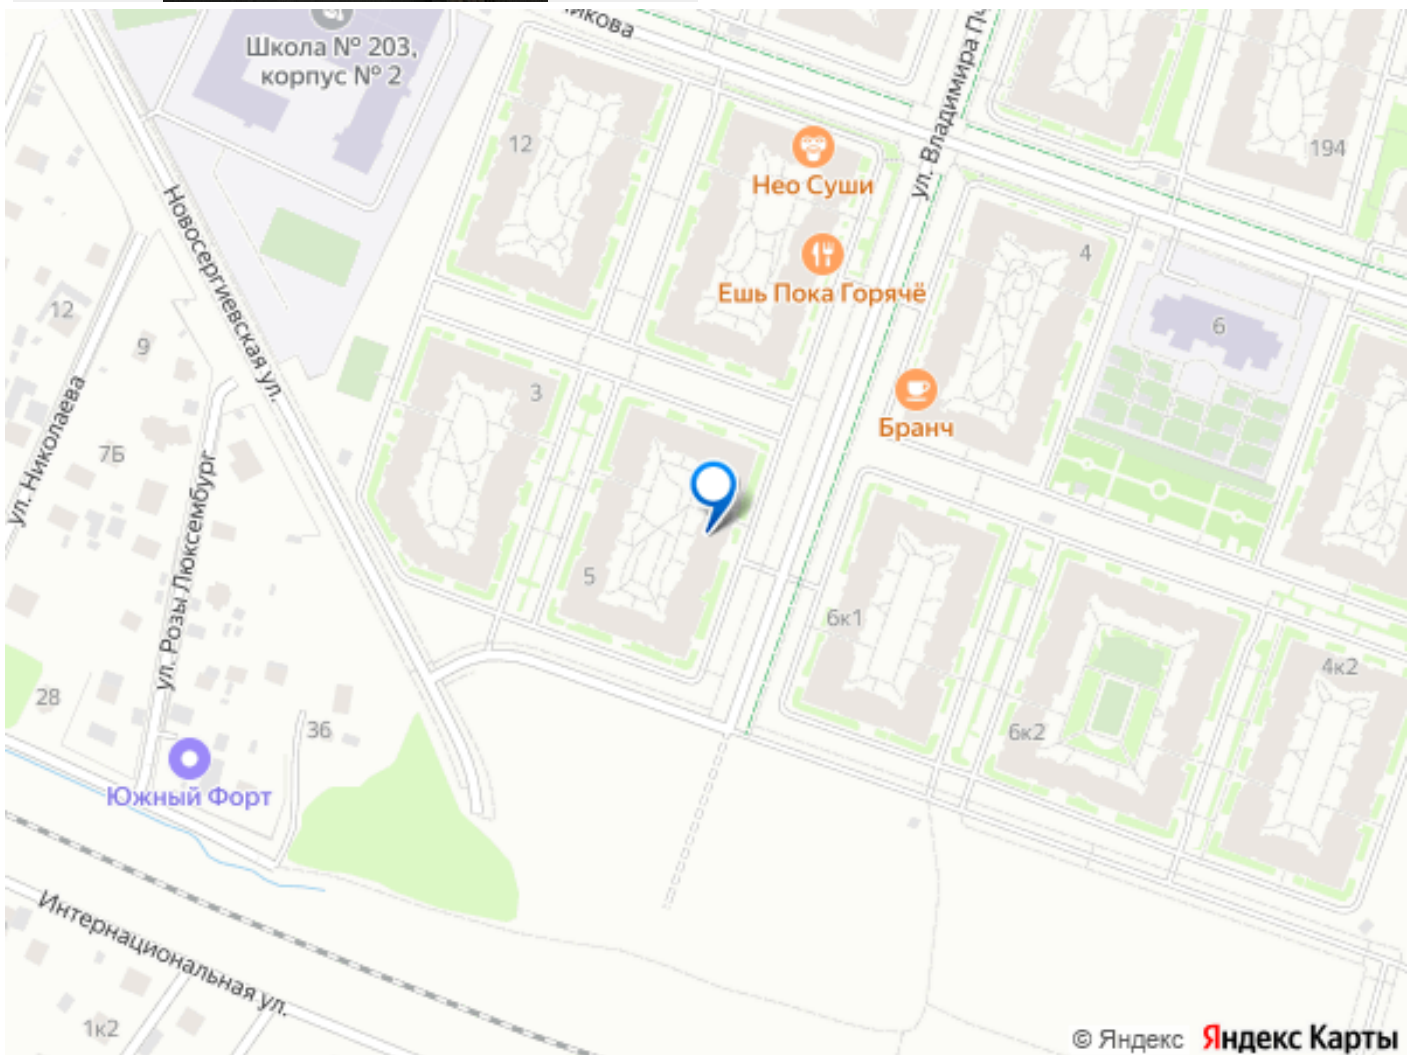 Школа № 203,
корпус № 2
икова
ул. Владимира П
12
Нео Суши
194
Новосергиевская ул.
4
Ешь Пока Горячё
12
9
6
3
Бранч
ул. Николаева
7Б
ул. Розы Люксембург
5
6к1
4к2
28
36
6к2
Южный Форт
Интернациональная ул.
1к2
© Яндекс Яндекс Карты